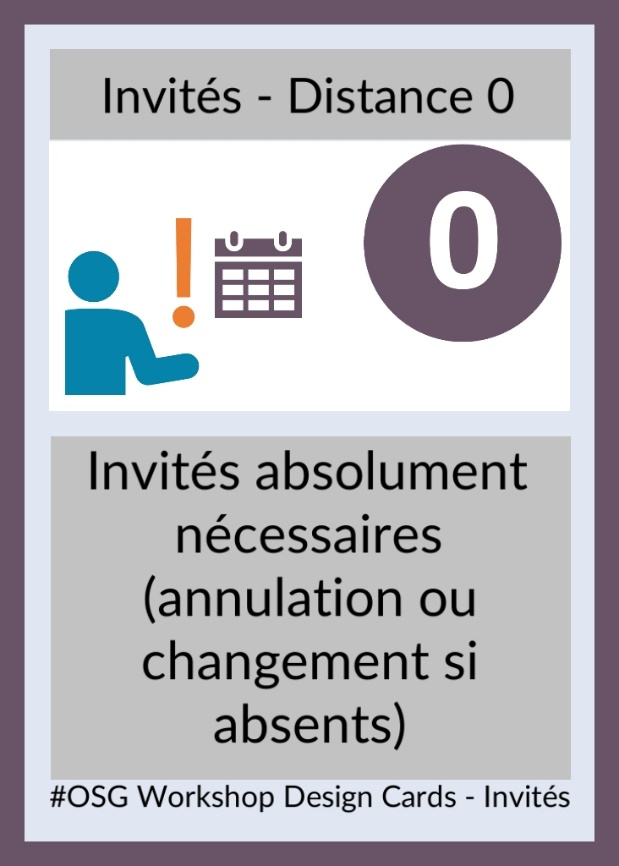 Invités - Distance 0
!
0
Invités absolument
nécessaires
(annulation ou
changement si
absents)
#OSG Workshop Design Cards - Invités